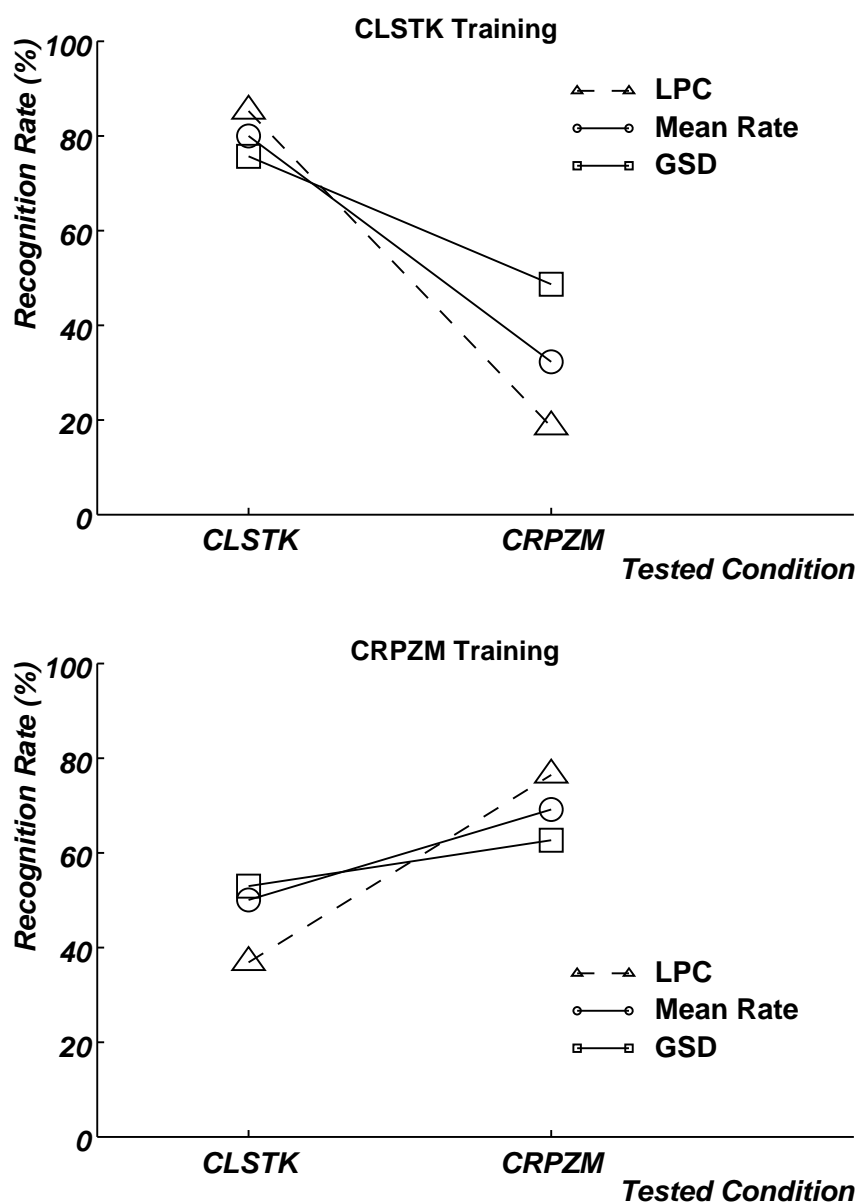 CLSTK Training
Recognition Rate (%)
100
80
60
40
20
0
LPC
Mean Rate
GSD
CLSTK
CRPZM
Tested Condition
CRPZM Training
Recognition Rate (%)
100
80
60
40
20
0
LPC
Mean Rate
GSD
CLSTK
CRPZM
Tested Condition